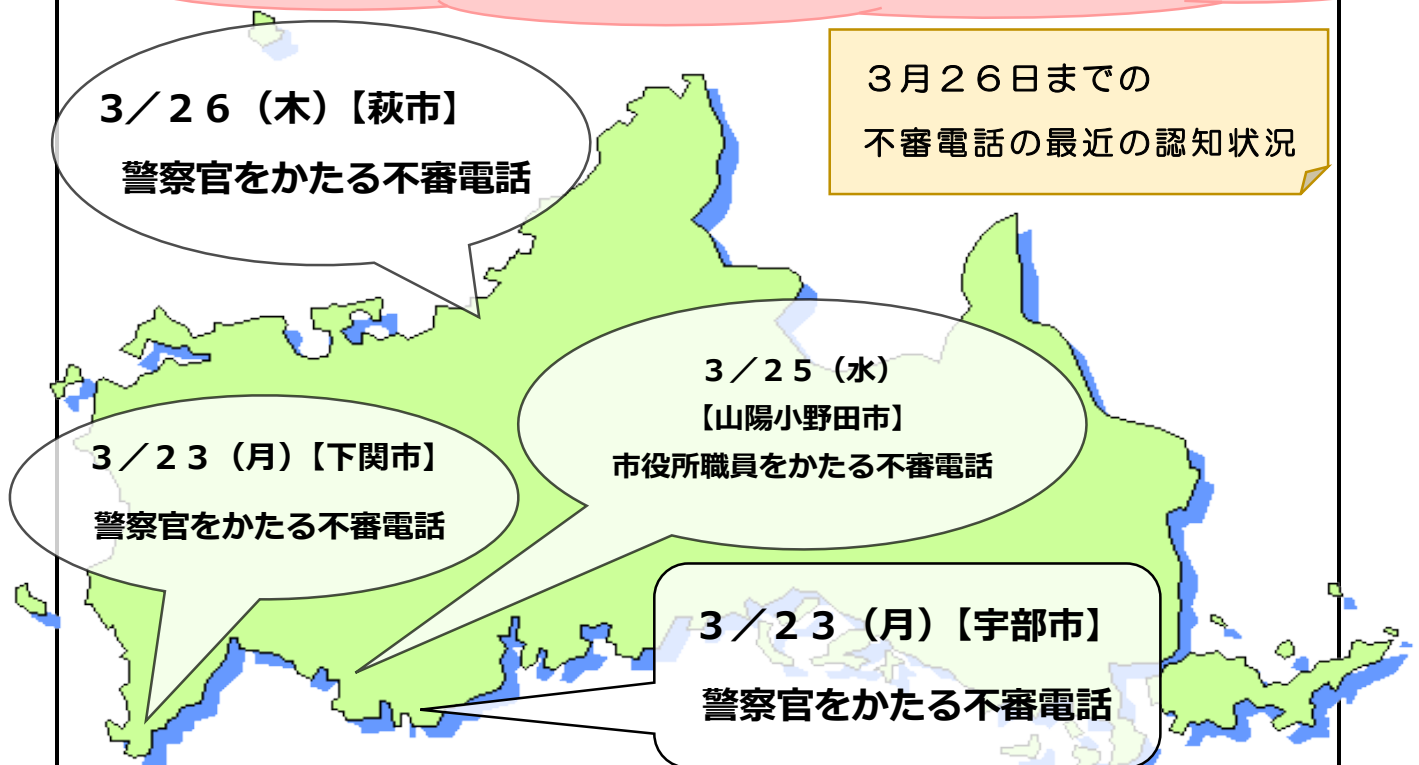 ３月２６日までの
不審電話の最近の認知状況
３／２６（木）【萩市】
警察官をかたる不審電話
３／２５（水）
【山陽小野田市】
市役所職員をかたる不審電話
３／２３（月）【下関市】
警察官をかたる不審電話
３／２３（月）【宇部市】
警察官をかたる不審電話